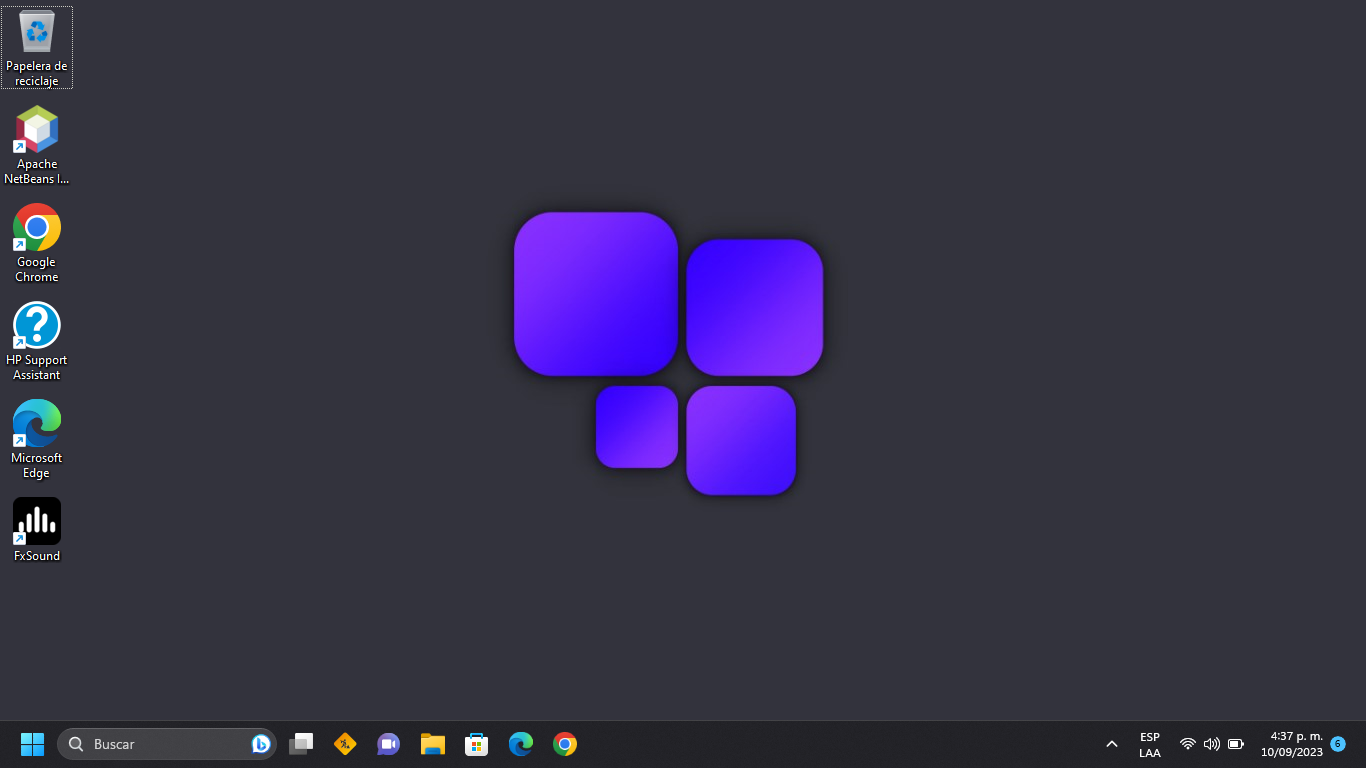 Papelera de
reciclaje
Apache
NetBeans I...
Google
Chrome
HP Support
Assistant
Microsoft
Edge
FxSound
Buscar
ESP
LAA
4:37 p. m.
10/09/2023
6